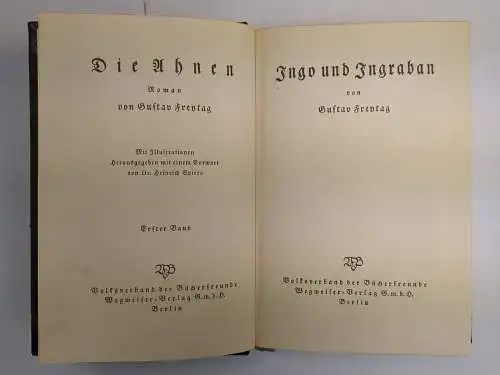 Die Ahnen
Roman
von Gustav Freytag
Mit Illustrationen
Herausgegeben mit einem Vorwort
von Dr. Heinrich Spiero
Erster Band
Volksverband der Bücherfreunde
Wegweiser-Verlag G.m.b.H.
Berlin
Ingo und Ingraban
von
Gustav Freytag
Volksverband der Bücherfreunde
Wegweiser-Verlag G.m.b.H.
Berlin